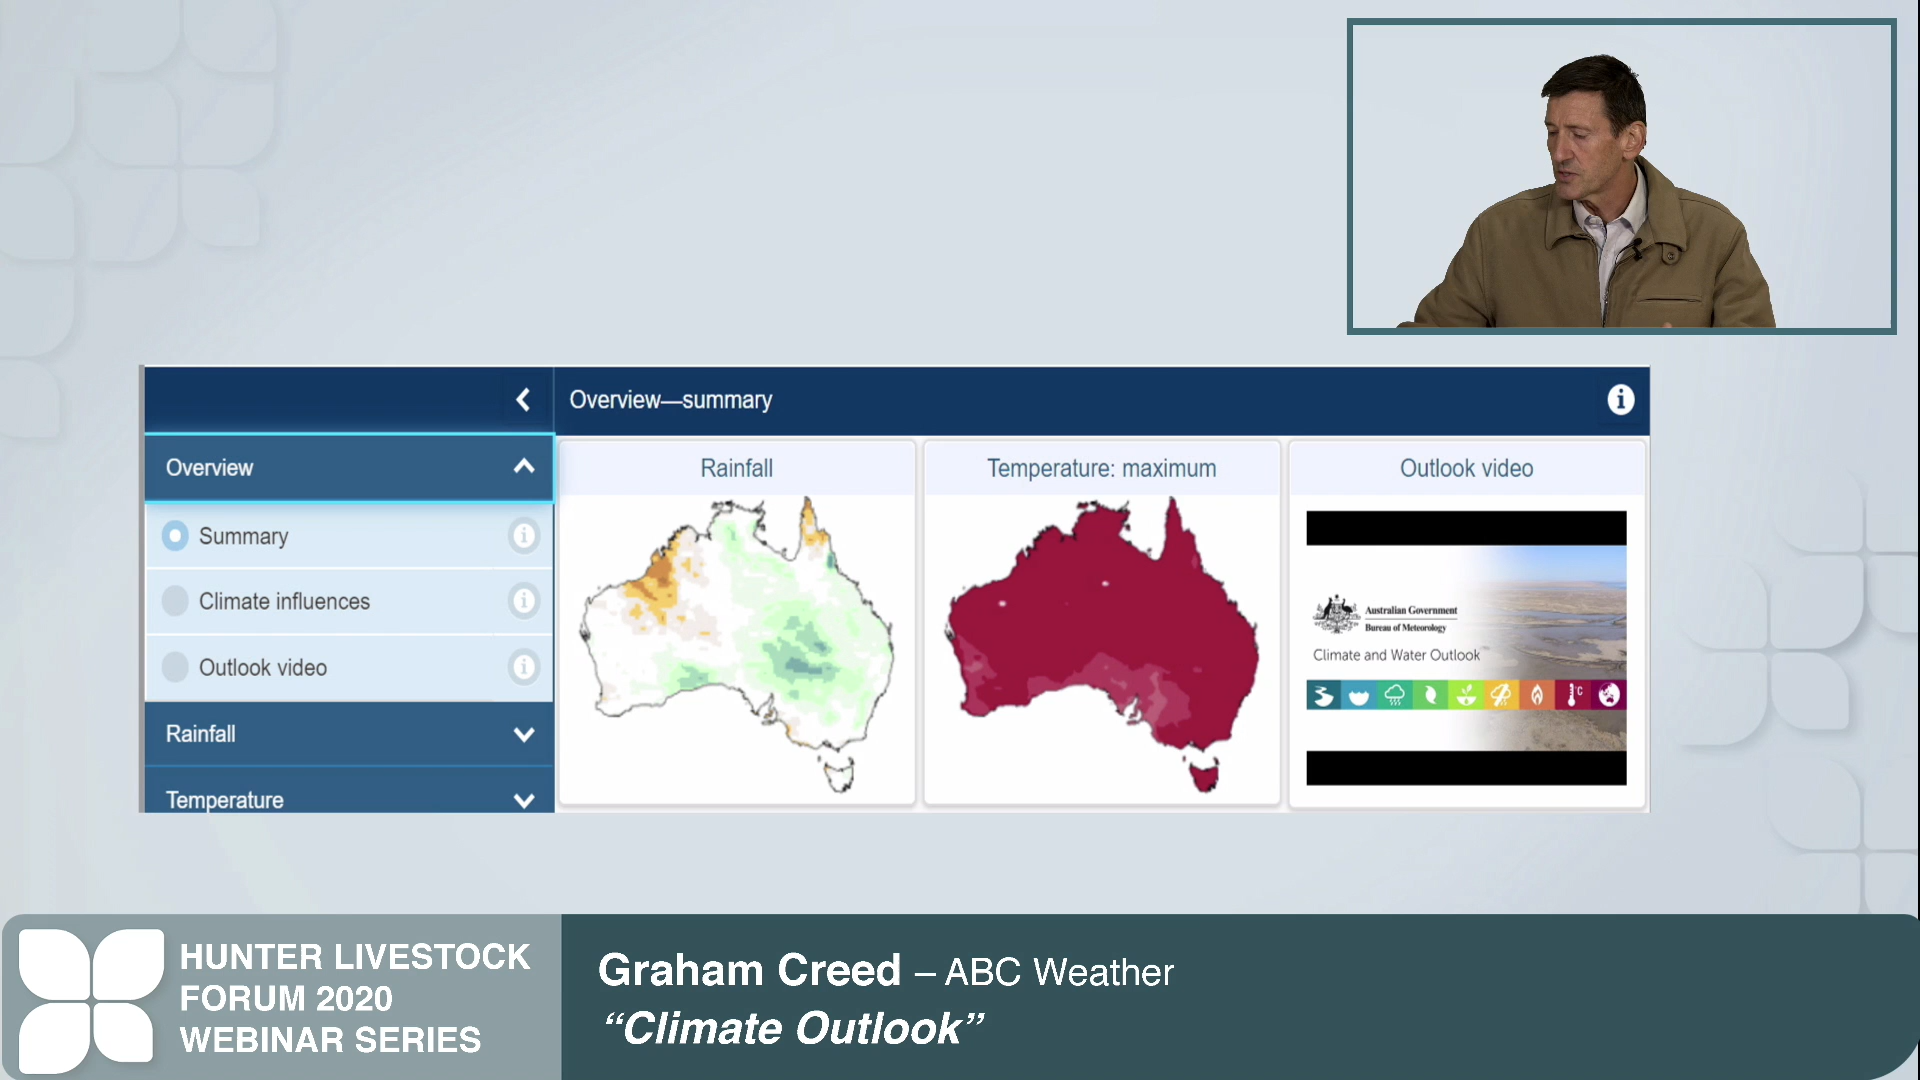 Overview—summary
Overview
Summary
Climate influences
Outlook video
Rainfall
Temperature
Rainfall
Temperature: maximum
Outlook video
Australian Government
Bureau of Meteorology
Climate and Water Outlook
°C
HUNTER LIVESTOCK
FORUM 2020
WEBINAR SERIES
Graham Creed – ABC Weather
“Climate Outlook”